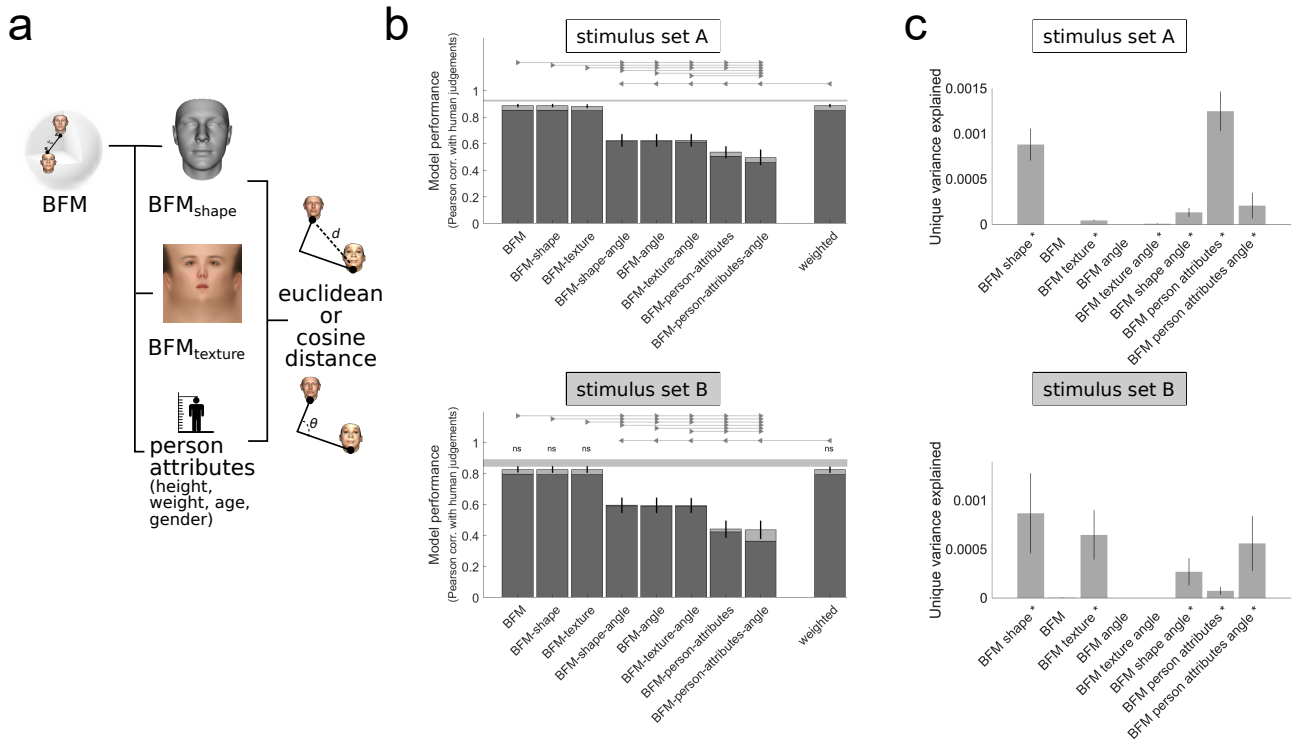 a
BFM
BFMshape
BFMtexture
person
attributes
(height,
weight, age,
gender)
d
euclidean
or
cosine
distance
θ
b
stimulus set A
Model performance
(Pearson corr. with human judgements)
1
0.8
0.6
0.4
0.2
0
BFM
BFM-shape
BFM-texture
BFM-shape-angle
BFM-angle
BFM-texture-angle
BFM-person-attributes
BFM-person-attributes-angle
weighted
stimulus set B
Model performance
(Pearson corr. with human judgements)
1
0.8
0.6
0.4
0.2
0
ns
ns
ns
ns
BFM
BFM-shape
BFM-texture
BFM-shape-angle
BFM-angle
BFM-texture-angle
BFM-person-attributes
BFM-person-attributes-angle
weighted
c
stimulus set A
Unique variance explained
0.0015
0.001
0.0005
0
BFM shape *
BFM
BFM texture *
BFM angle
BFM texture angle *
BFM shape angle *
BFM person attributes *
BFM person attributes angle *
stimulus set B
Unique variance explained
0.001
0.0005
0
BFM shape *
BFM
BFM texture *
BFM angle
BFM texture angle
BFM shape angle *
BFM person attributes *
BFM person attributes angle *